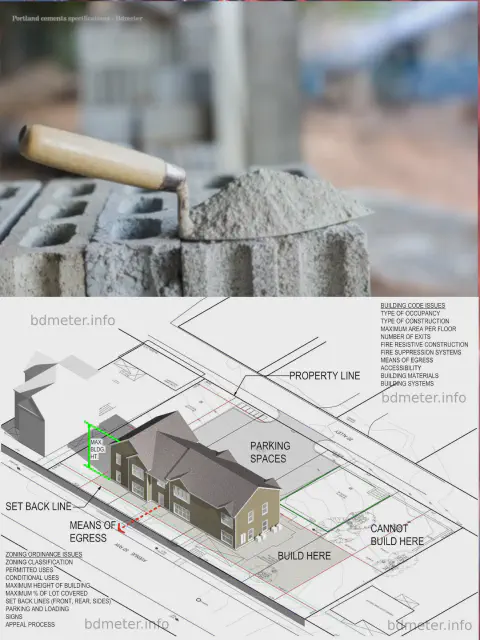 Portland cements specifications - Bdmeter
bdmeter.info
BUILDING CODE ISSUES
TYPE OF OCCUPANCY
TYPE OF CONSTRUCTION
MAXIMUM AREA PER FLOOR
NUMBER OF EXITS
FIRE RESISTIVE CONSTRUCTION
FIRE SUPPRESSION SYSTEMS
MEANS OF EGRESS
ACCESSIBILITY
BUILDING MATERIALS
BUILDING SYSTEMS
bdmeter.info
PROPERTY LINE
MAX.
BLDG.
HT.
PARKING
SPACES
SET BACK LINE
MEANS OF
EGRESS
CANNOT
BUILD HERE
BUILD HERE
ZONING ORDINANCE ISSUES
ZONING CLASSIFICATION
PERMITTED USES
CONDITIONAL USES
MAXIMUM HEIGHT OF BUILDING
MAXIMUM % OF LOT COVERED
SET BACK LINES (FRONT, REAR, SIDES)
PARKING AND LOADING
SIGNS
APPEAL PROCESS
bdmeter.info
bdmeter.info